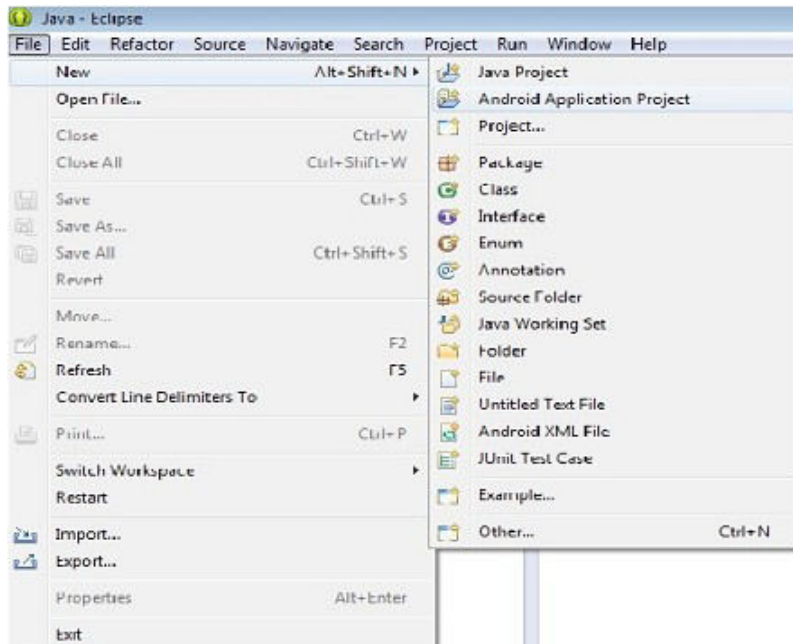 Java - Eclipse
File Edit Refactor Source Navigate Search Project Run Window Help
New Alt+Shift+N
Open File...
Close Ctrl+W
Close All Ctrl+Shift+W
Save Ctrl+S
Save As...
Save All Ctrl+Shift+S
Revert
Move...
Rename... F2
Refresh F5
Convert Line Delimiters To
Print... Ctrl+P
Switch Workspace
Restart
Import...
Export...
Properties Alt+Enter
Exit
Java Project
Android Application Project
Project...
Package
Class
Interface
Enum
Annotation
Source Folder
Java Working Set
Folder
File
Untitled Text File
Android XML File
JUnit Test Case
Example...
Other... Ctrl+N